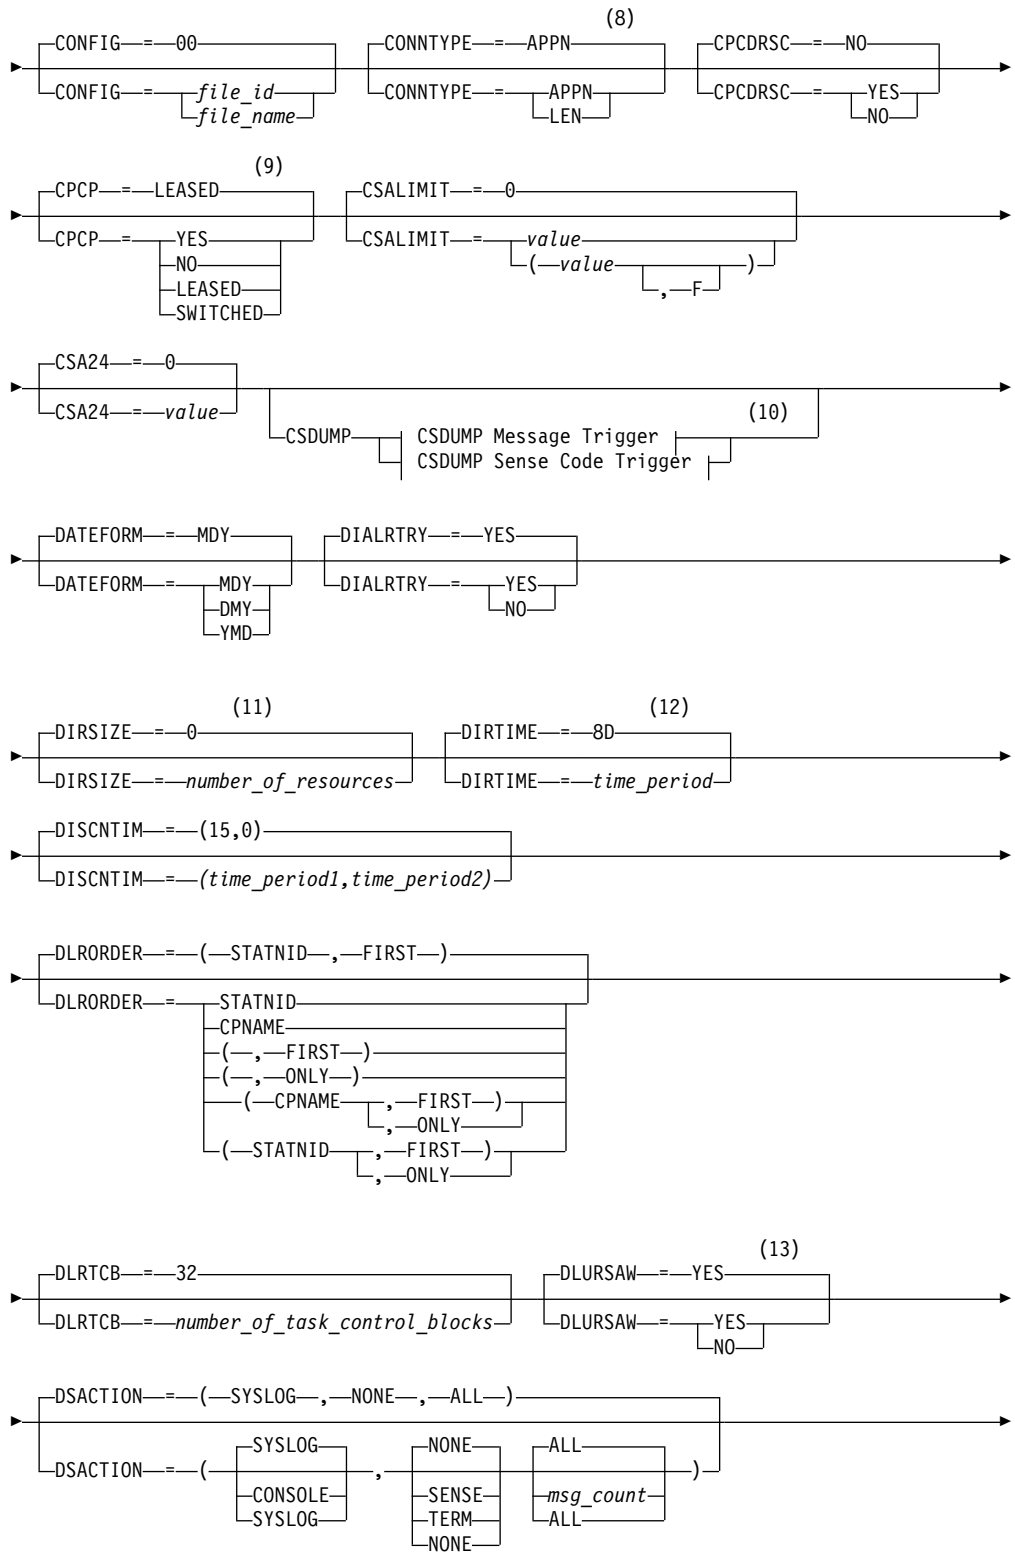 (8)
CONFIG = 00 CONNTYPE = APPN CPCDRSC = NO
CONFIG = file_id CONNTYPE = APPN CPCDRSC = YES
file_name LEN NO
(9)
CPCP = LEASED CSALIMIT = 0
CPCP = YES CSALIMIT = value
NO ( value )
LEASED , F
SWITCHED
CSA24 = 0
CSA24 = value (10)
CSDUMP CSDUMP Message Trigger
CSDUMP Sense Code Trigger
DATEFORM = MDY DIALRTRY = YES
DATEFORM = MDY DIALRTRY = YES
DMY NO
YMD
(11) (12)
DIRSIZE = 0 DIRTIME = 8D
DIRSIZE = number_of_resources DIRTIME = time_period
DISCNTIM = (15,0)
DISCNTIM = (time_period1,time_period2)
DLRORDER = ( STATNID , FIRST )
DLRORDER = STATNID
CPNAME
( , FIRST )
( , ONLY )
( CPNAME , FIRST )
, ONLY
( STATNID , FIRST )
, ONLY
(13)
DLRTCB = 32 DLURSAW = YES
DLRTCB = number_of_task_control_blocks DLURSAW = YES
NO
DSACTION = ( SYSLOG , NONE , ALL )
SYSLOG NONE ALL
DSACTION = ( , )
CONSOLE SENSE msg_count
SYSLOG TERM ALL
NONE